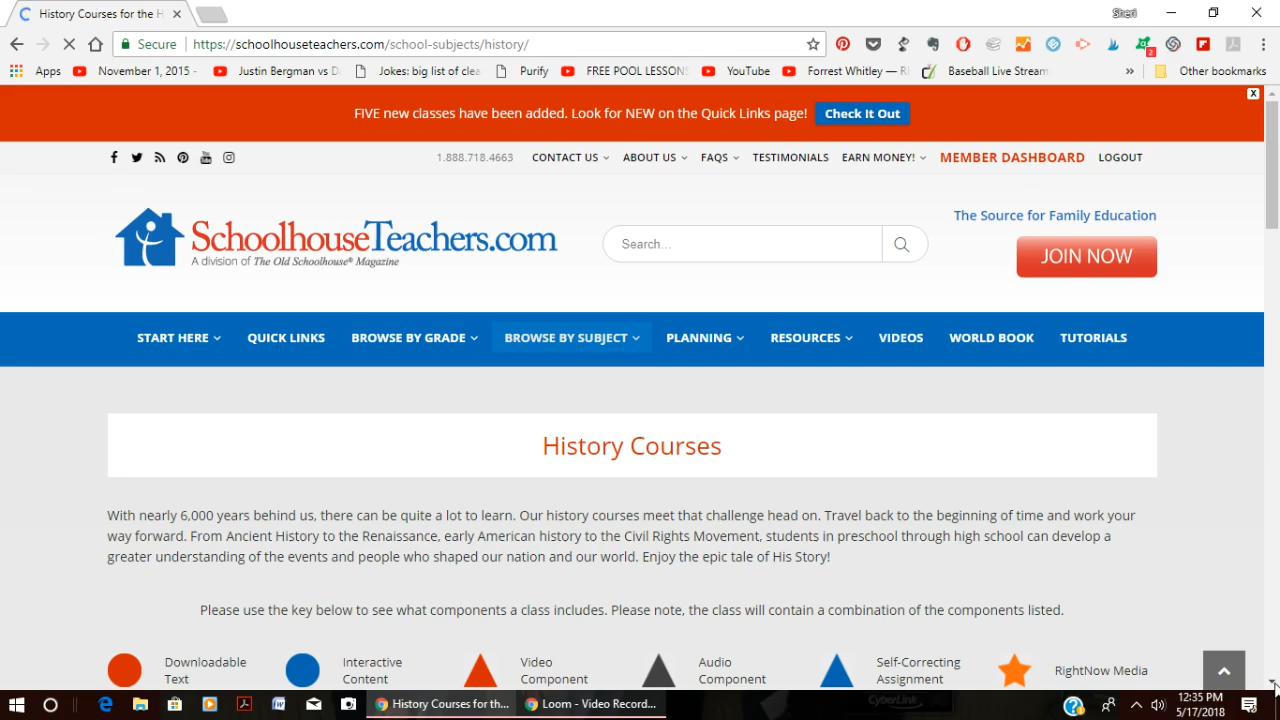 History Courses for the H
Sheri
Secure
https://schoolhouseteachers.com/school-subjects/history/
2
Apps
November 1, 2015 -
Justin Bergman vs D
Jokes: big list of clea
Purify
FREE POOL LESSONS
YouTube
Forrest Whitley — R
Baseball Live Stream
»
Other bookmarks
FIVE new classes have been added. Look for NEW on the Quick Links page!
Check It Out
X
1.888.718.4663
CONTACT US
ABOUT US
FAQS
TESTIMONIALS
EARN MONEY!
MEMBER DASHBOARD
LOGOUT
SchoolhouseTeachers.com
A division of The Old Schoolhouse® Magazine
Search...
The Source for Family Education
JOIN NOW
START HERE
QUICK LINKS
BROWSE BY GRADE
BROWSE BY SUBJECT
PLANNING
RESOURCES
VIDEOS
WORLD BOOK
TUTORIALS
History Courses
With nearly 6,000 years behind us, there can be quite a lot to learn. Our history courses meet that challenge head on. Travel back to the beginning of time and work your
way forward. From Ancient History to the Renaissance, early American history to the Civil Rights Movement, students in preschool through high school can develop a
greater understanding of the events and people who shaped our nation and our world. Enjoy the epic tale of His Story!
Please use the key below to see what components a class includes. Please note, the class will contain a combination of the components listed.
Downloadable
Text
Interactive
Content
Video
Component
Audio
Component
Self-Correcting
Assignment
RightNow Media
History Courses for th...
Loom - Video Record...
CyberLink
12:35 PM
5/17/2018